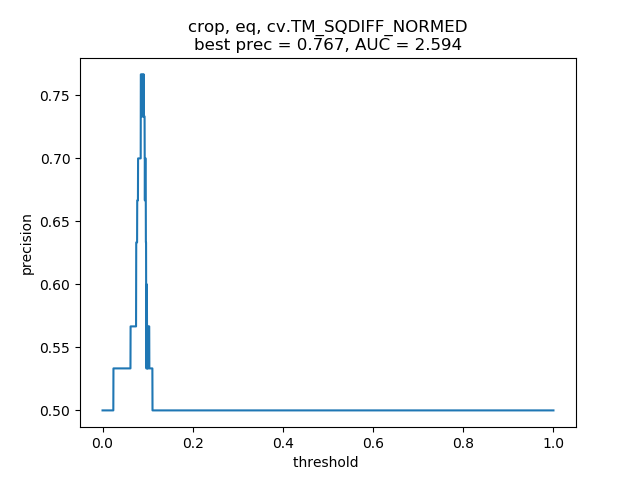 crop, eq, cv.TM_SQDIFF_NORMED
best prec = 0.767, AUC = 2.594
0.75
0.70
0.65
0.60
0.55
0.50
precision
0.0 0.2 0.4 0.6 0.8 1.0
threshold